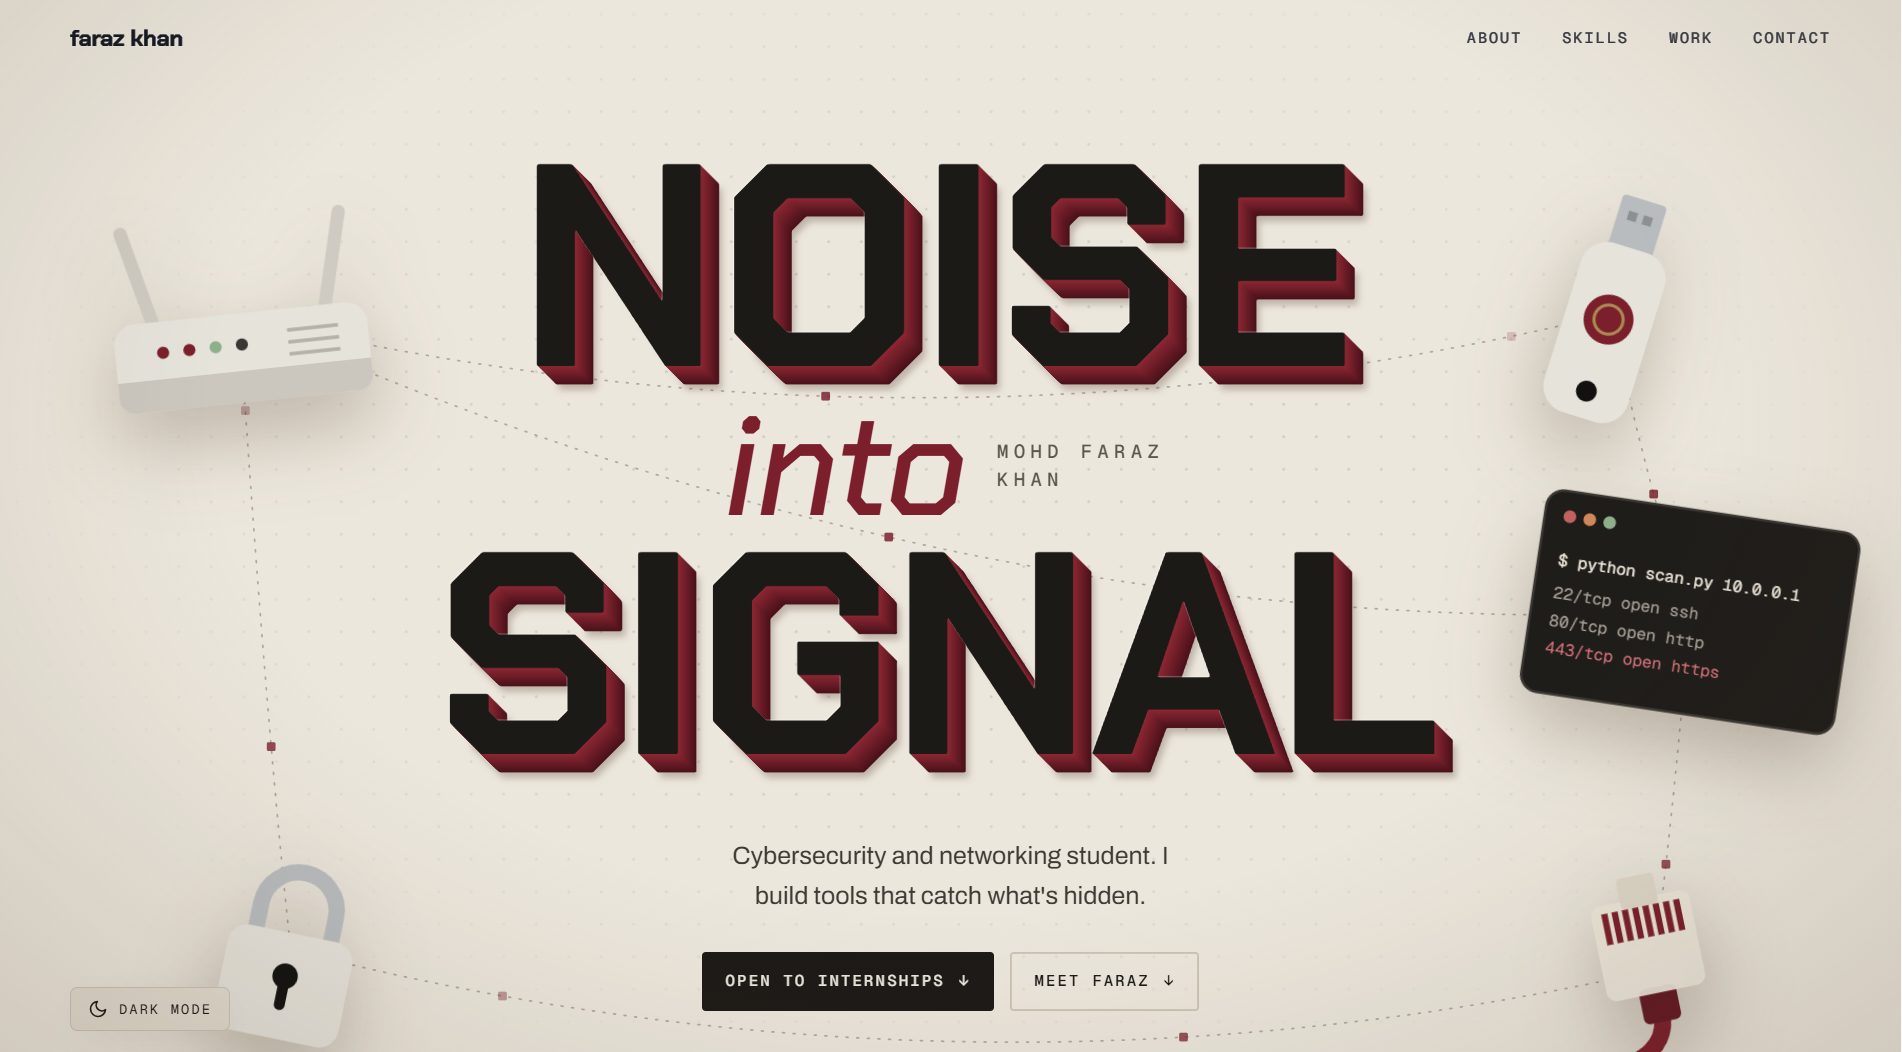 faraz khan
ABOUT SKILLS WORK CONTACT
NOISE
into
MOHD FARAZ
KHAN
SIGNAL
$ python scan.py 10.0.0.1
22/tcp open ssh
80/tcp open http
443/tcp open https
Cybersecurity and networking student. I
build tools that catch what's hidden.
OPEN TO INTERNSHIPS ↓
MEET FARAZ ↓
DARK MODE